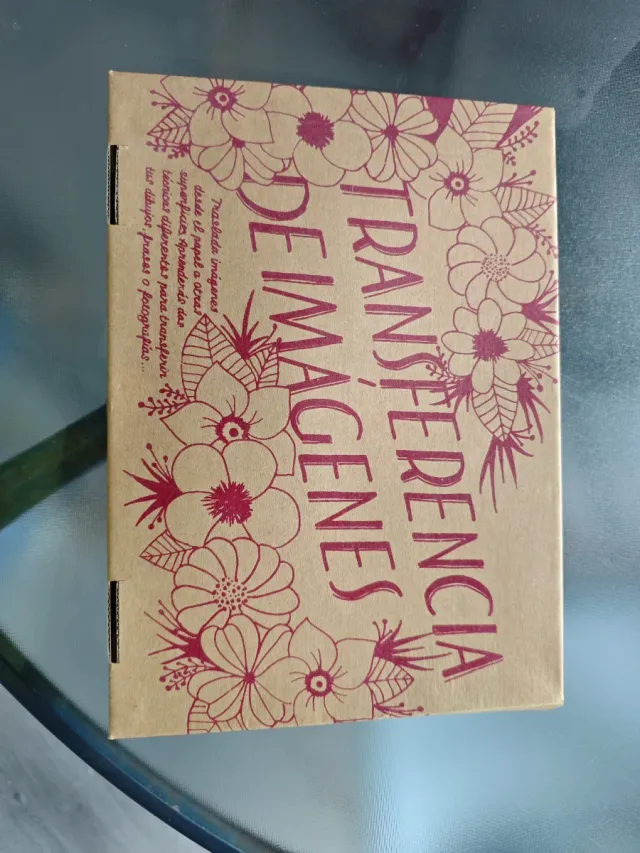 TRANSFERENCIA
DE IMÁGENES
Traslada imágenes
desde el papel a otras
superficies. Aprenderás dos
técnicas diferentes para transferir
tus dibujos, frases o fotografías...